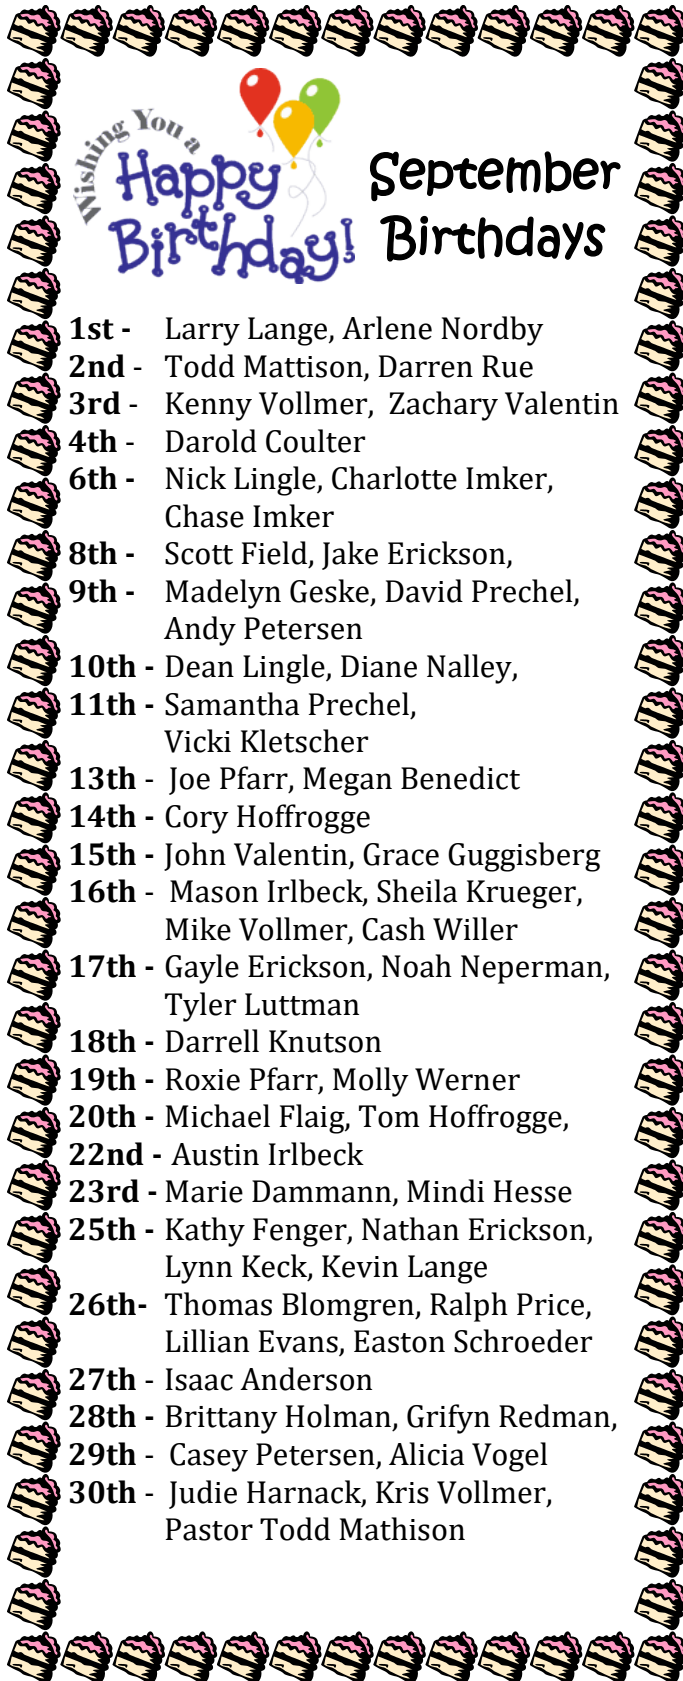 Wishing You a
Happy
Birthday!
September
Birthdays
1st - Larry Lange, Arlene Nordby
2nd - Todd Mattison, Darren Rue
3rd - Kenny Vollmer, Zachary Valentin
4th - Darold Coulter
6th - Nick Lingle, Charlotte Imker,
Chase Imker
8th - Scott Field, Jake Erickson,
9th - Madelyn Geske, David Prechel,
Andy Petersen
10th - Dean Lingle, Diane Nalley,
11th - Samantha Prechel,
Vicki Kletscher
13th - Joe Pfarr, Megan Benedict
14th - Cory Hoffrogge
15th - John Valentin, Grace Guggisberg
16th - Mason Irlbeck, Sheila Krueger,
Mike Vollmer, Cash Willer
17th - Gayle Erickson, Noah Neperman,
Tyler Luttman
18th - Darrell Knutson
19th - Roxie Pfarr, Molly Werner
20th - Michael Flaig, Tom Hoffrogge,
22nd - Austin Irlbeck
23rd - Marie Dammann, Mindi Hesse
25th - Kathy Fenger, Nathan Erickson,
Lynn Keck, Kevin Lange
26th- Thomas Blomgren, Ralph Price,
Lillian Evans, Easton Schroeder
27th - Isaac Anderson
28th - Brittany Holman, Grifyn Redman,
29th - Casey Petersen, Alicia Vogel
30th - Judie Harnack, Kris Vollmer,
Pastor Todd Mathison